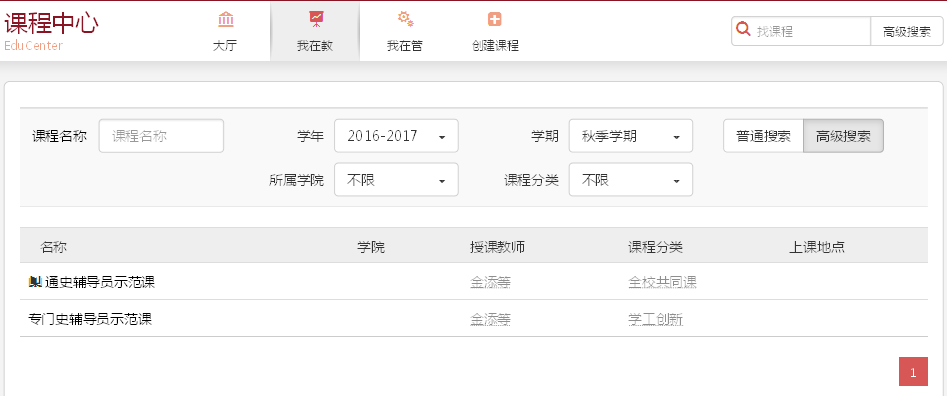 课程中心
EduCenter
大厅
我在教
我在管
创建课程
找课程
高级搜索
课程名称 课程名称 学年 2016-2017 学期 秋季学期 普通搜索 高级搜索
所属学院 不限 课程分类 不限
名称 学院 授课教师 课程分类 上课地点
通史辅导员示范课 金添等 全校共同课
专门史辅导员示范课 金添等 学工创新
1